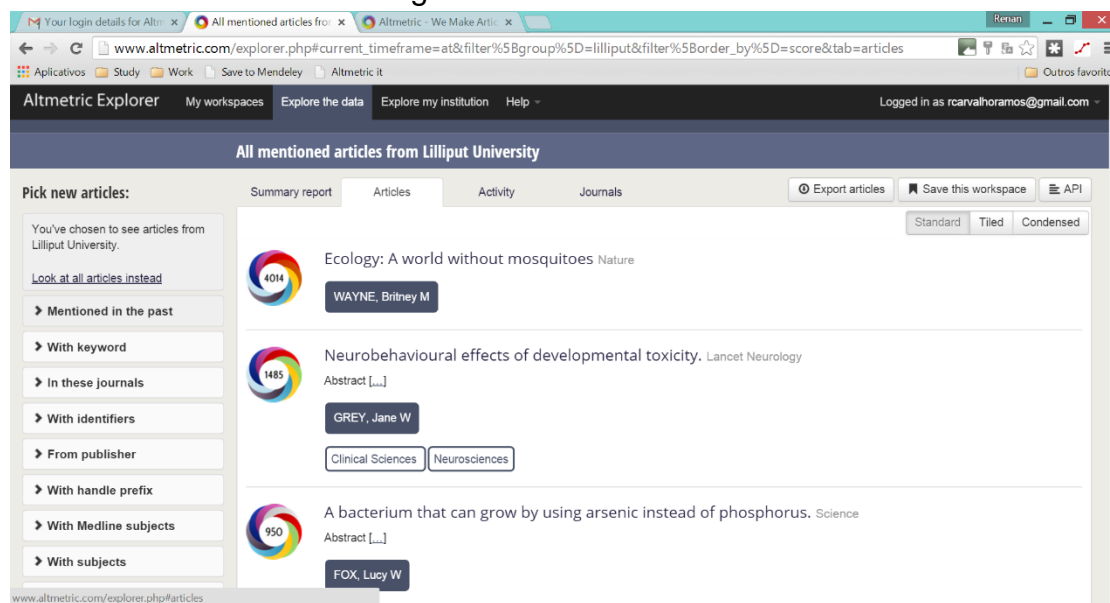 Your login details for Altm
All mentioned articles fror
Altmetric - We Make Artic
Renan
www.altmetric.com/explorer.php#current_timeframe=at&filter%5Bgroup%5D=lilliput&filter%5Border_by%5D=score&tab=articles
Aplicativos Study Work Save to Mendeley Altmetric it Outros favorito
Altmetric Explorer My workspaces Explore the data Explore my institution Help Logged in as rcarvalhoramos@gmail.com
All mentioned articles from Lilliput University
Pick new articles:
You've chosen to see articles from
Lilliput University.
Look at all articles instead
Mentioned in the past
With keyword
In these journals
With identifiers
From publisher
With handle prefix
With Medline subjects
With subjects
Summary report Articles Activity Journals Export articles Save this workspace API
Standard Tiled Condensed
4014
Ecology: A world without mosquitoes Nature
WAYNE, Britney M
1485
Neurobehavioural effects of developmental toxicity. Lancet Neurology
Abstract [...]
GREY, Jane W
Clinical Sciences Neurosciences
950
A bacterium that can grow by using arsenic instead of phosphorus. Science
Abstract [...]
FOX, Lucy W
www.altmetric.com/explorer.php#articles